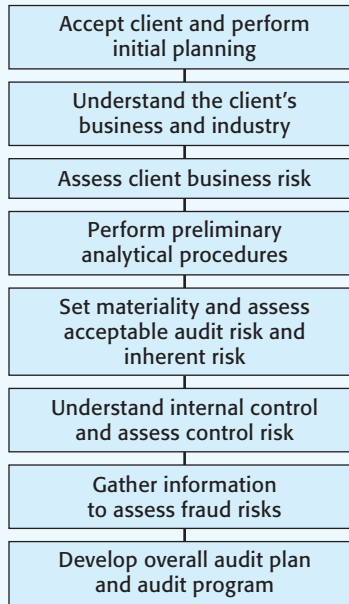 Accept client and perform
initial planning
Understand the client’s
business and industry
Assess client business risk
Perform preliminary
analytical procedures
Set materiality and assess
acceptable audit risk and
inherent risk
Understand internal control
and assess control risk
Gather information
to assess fraud risks
Develop overall audit plan
and audit program